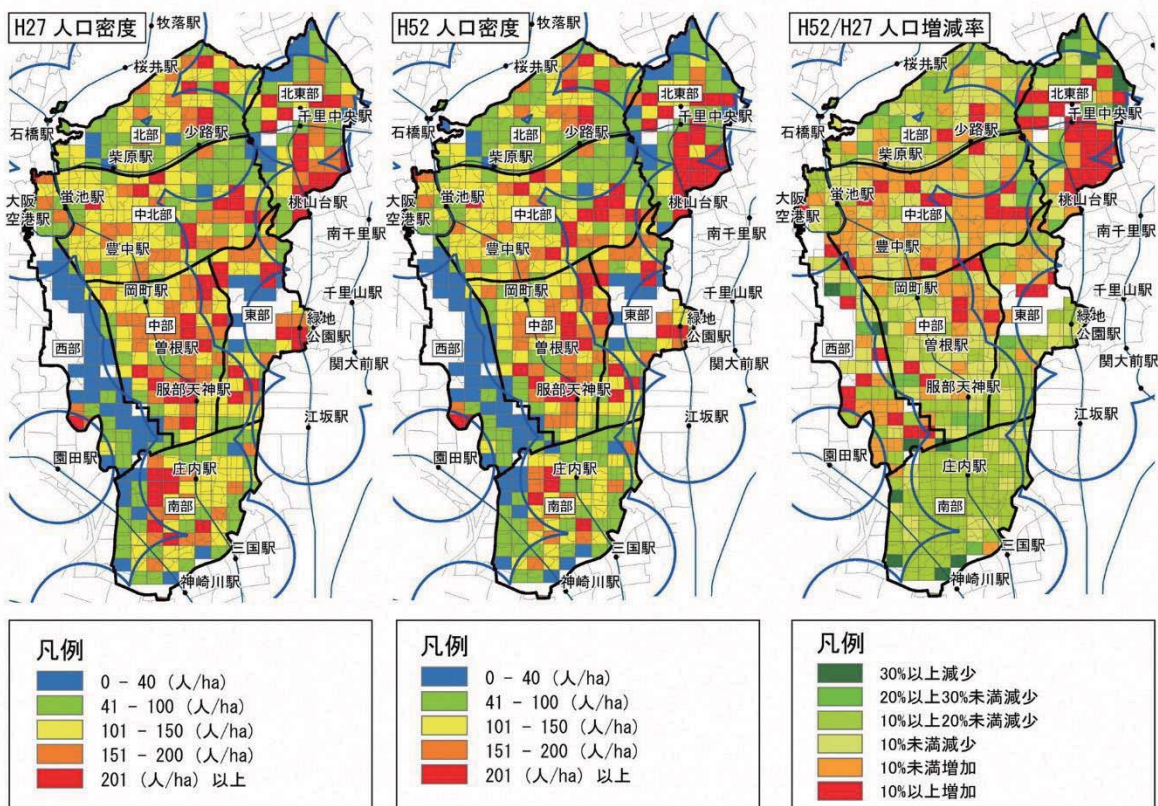 H27 人口密度
牧落駅
桜井駅
北東部
千里中央駅
石橋駅
北部
少路駅
柴原駅
蛍池駅
大阪
空港駅
中北部
桃山台駅
豊中駅
南千里駅
岡町駅
千里山駅
東部
緑地
公園駅
中部
西部
曽根駅
関大前駅
服部天神駅
江坂駅
園田駅
庄内駅
南部
三国駅
神崎川駅
凡例
0 - 40 (人/ha)
41 - 100 (人/ha)
101 - 150 (人/ha)
151 - 200 (人/ha)
201 (人/ha) 以上
H52 人口密度
牧落駅
桜井駅
北東部
千里中央駅
石橋駅
北部
少路駅
柴原駅
蛍池駅
大阪
空港駅
中北部
桃山台駅
豊中駅
南千里駅
岡町駅
千里山駅
東部
緑地
公園駅
中部
西部
曽根駅
関大前駅
服部天神駅
江坂駅
園田駅
庄内駅
南部
三国駅
神崎川駅
凡例
0 - 40 (人/ha)
41 - 100 (人/ha)
101 - 150 (人/ha)
151 - 200 (人/ha)
201 (人/ha) 以上
H52/H27 人口増減率
桜井駅
北東部
千里中央駅
石橋駅
北部
少路駅
柴原駅
蛍池駅
大阪
空港駅
中北部
桃山台駅
豊中駅
南千里駅
岡町駅
千里山駅
東部
緑地
公園駅
中部
西部
曽根駅
関大前駅
服部天神駅
江坂駅
園田駅
庄内駅
南部
三国駅
神崎川駅
凡例
30%以上減少
20%以上30%未満減少
10%以上20%未満減少
10%未満減少
10%未満増加
10%以上増加